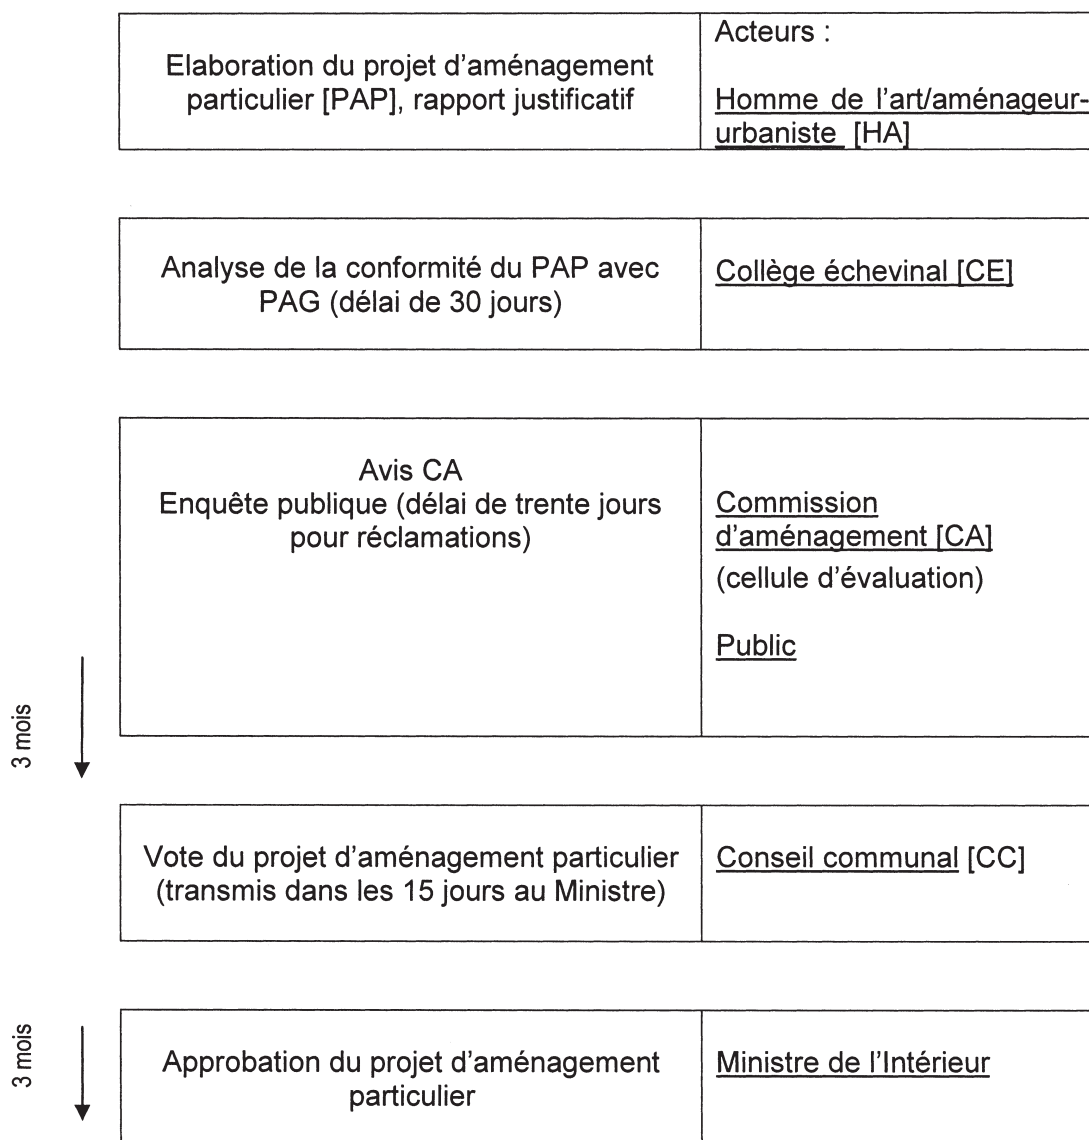 Elaboration du projet d'aménagement
particulier [PAP], rapport justificatif
Acteurs :
Homme de l'art/aménageur-
urbaniste [HA]
Analyse de la conformité du PAP avec
PAG (délai de 30 jours)
Collège échevinal [CE]
Avis CA
Enquête publique (délai de trente jours
pour réclamations)
Commission
d'aménagement [CA]
(cellule d'évaluation)
Public
3 mois
Vote du projet d'aménagement particulier
(transmis dans les 15 jours au Ministre)
Conseil communal [CC]
3 mois
Approbation du projet d'aménagement
particulier
Ministre de l'Intérieur